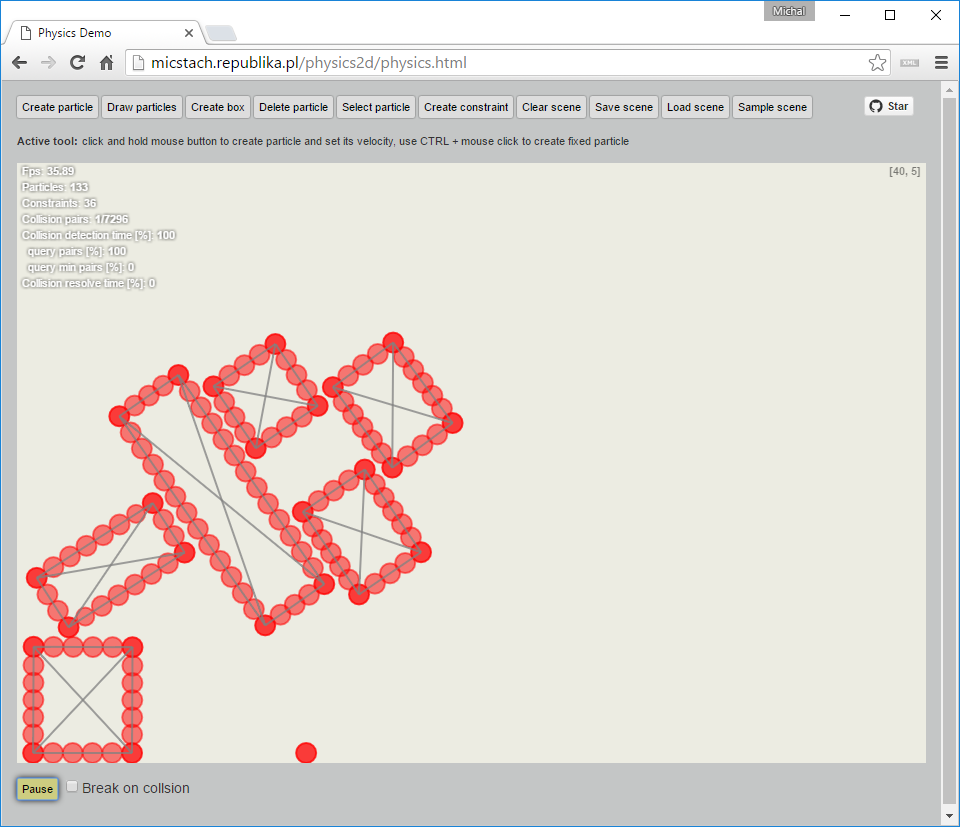 Michal
Physics Demo
micstach.republika.pl/physics2d/physics.html
XML
Create particle Draw particles Create box Delete particle Select particle Create constraint Clear scene Save scene Load scene Sample scene Star
Active tool: click and hold mouse button to create particle and set its velocity, use CTRL + mouse click to create fixed particle
Fps: 35.89 [40, 5]
Particles: 133
Constraints: 36
Collision pairs: 1/7296
Collision detection time [%]: 100
query pairs [%]: 100
query min pairs [%]: 0
Collision resolve time [%]: 0
Pause Break on collsion